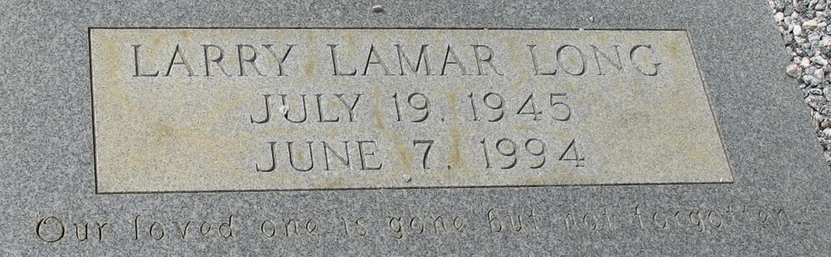 LARRY LAMAR LONG
JULY 19, 1945
JUNE 7, 1994
Our loved one is gone but not forgotten